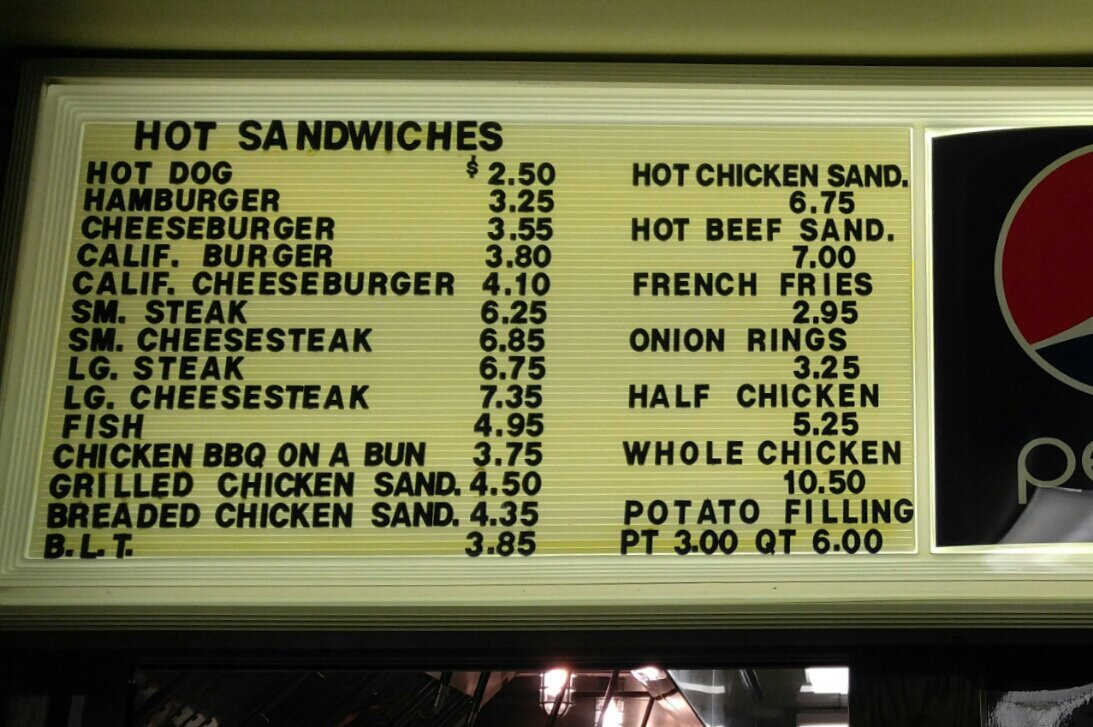 HOT SANDWICHES
HOT DOG $ 2.50
HAMBURGER 3.25
CHEESEBURGER 3.55
CALIF. BURGER 3.80
CALIF. CHEESEBURGER 4.10
SM. STEAK 6.25
SM. CHEESESTEAK 6.85
LG. STEAK 6.75
LG. CHEESESTEAK 7.35
FISH 4.95
CHICKEN BBQ ON A BUN 3.75
GRILLED CHICKEN SAND. 4.50
BREADED CHICKEN SAND. 4.35
B.L.T. 3.85
HOT CHICKEN SAND.
6.75
HOT BEEF SAND.
7.00
FRENCH FRIES
2.95
ONION RINGS
3.25
HALF CHICKEN
5.25
WHOLE CHICKEN
10.50
POTATO FILLING
PT 3.00 QT 6.00
pe